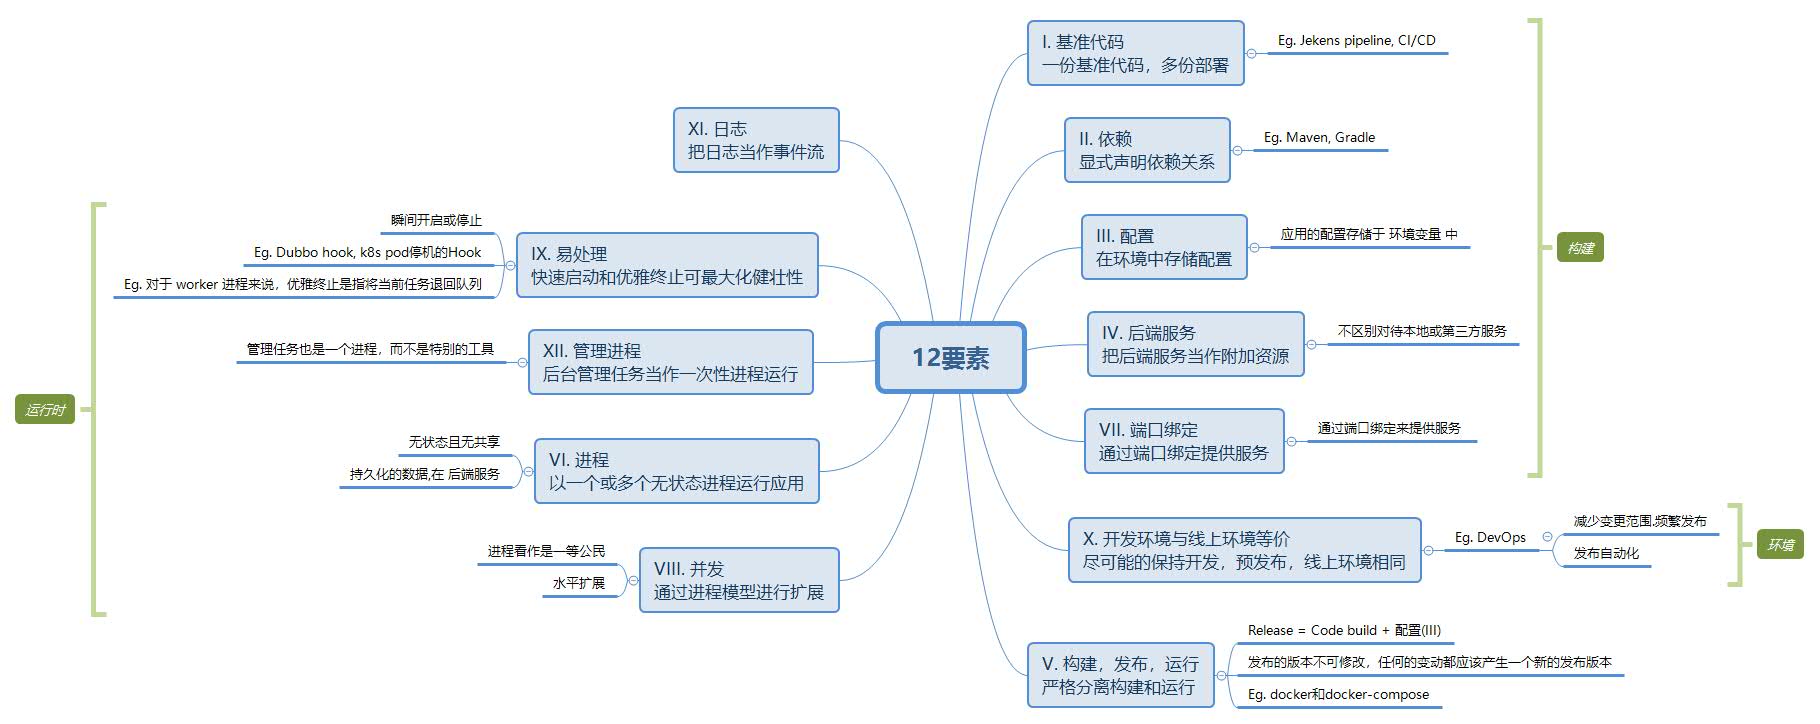 12要素
I. 基准代码
一份基准代码，多份部署
Eg. Jekens pipeline, CI/CD
II. 依赖
显式声明依赖关系
Eg. Maven, Gradle
III. 配置
在环境中存储配置
应用的配置存储于 环境变量 中
IV. 后端服务
把后端服务当作附加资源
不区别对待本地或第三方服务
VII. 端口绑定
通过端口绑定提供服务
通过端口绑定来提供服务
构建
X. 开发环境与线上环境等价
尽可能的保持开发，预发布，线上环境相同
Eg. DevOps
减少变更范围.频繁发布
发布自动化
环境
V. 构建，发布，运行
严格分离构建和运行
Release = Code build + 配置(III)
发布的版本不可修改，任何的变动都应该产生一个新的发布版本
Eg. docker和docker-compose
XI. 日志
把日志当作事件流
IX. 易处理
快速启动和优雅终止可最大化健壮性
瞬间开启或停止
Eg. Dubbo hook, k8s pod停机的Hook
Eg. 对于 worker 进程来说，优雅终止是指将当前任务退回队列
XII. 管理进程
后台管理任务当作一次性进程运行
管理任务也是一个进程，而不是特别的工具
VI. 进程
以一个或多个无状态进程运行应用
无状态且无共享
持久化的数据,在 后端服务
VIII. 并发
通过进程模型进行扩展
进程看作是一等公民
水平扩展
运行时